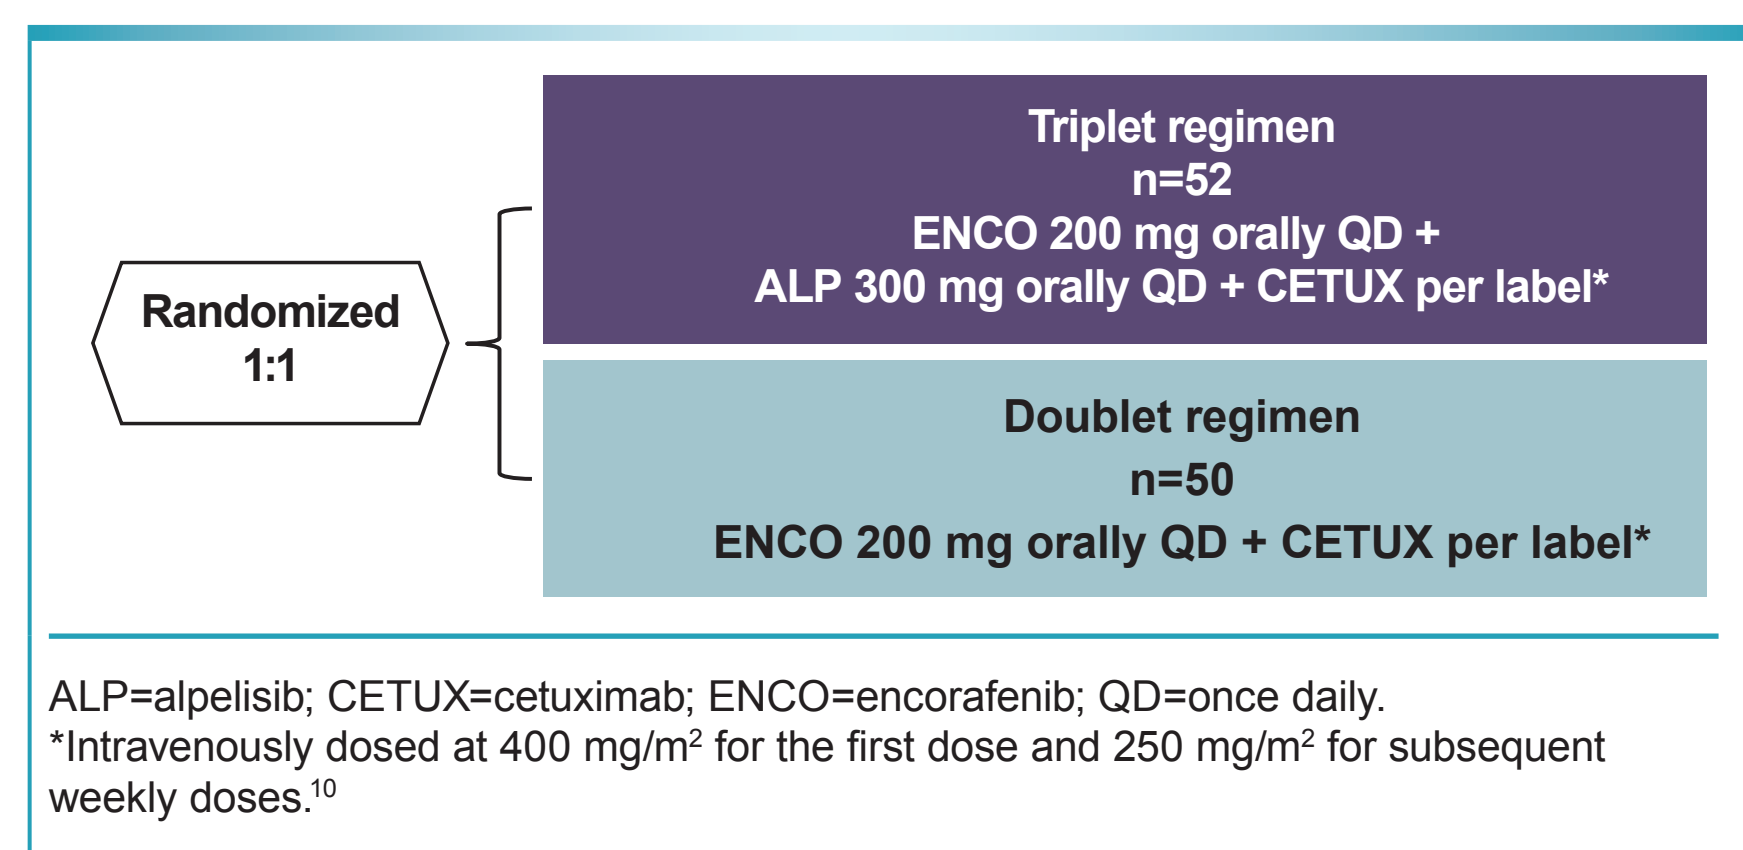 Triplet regimen
n=52
ENCO 200 mg orally QD +
ALP 300 mg orally QD + CETUX per label*
Randomized
1:1
Doublet regimen
n=50
ENCO 200 mg orally QD + CETUX per label*
ALP=alpelisib; CETUX=cetuximab; ENCO=encorafenib; QD=once daily.
*Intravenously dosed at 400 mg/m² for the first dose and 250 mg/m² for subsequent
weekly doses.¹⁰